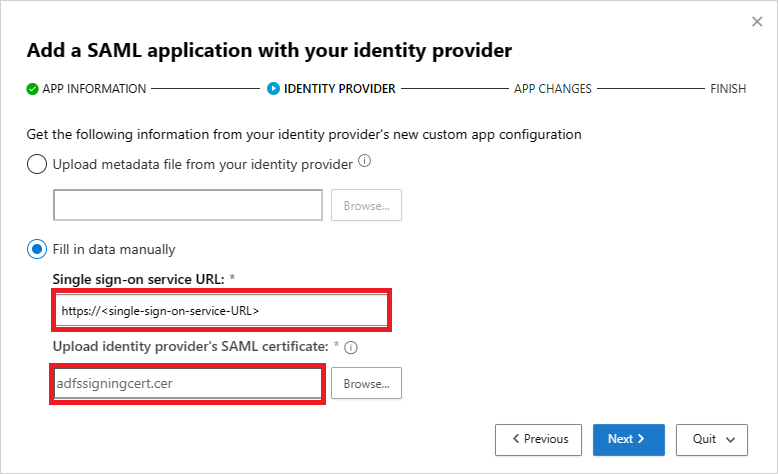 Add a SAML application with your identity provider
APP INFORMATION IDENTITY PROVIDER APP CHANGES FINISH
Get the following information from your identity provider's new custom app configuration
Upload metadata file from your identity provider
Browse...
Fill in data manually
Single sign-on service URL: *
https://<single-sign-on-service-URL>
Upload identity provider's SAML certificate: *
adfssigningcert.cer Browse...
Previous Next Quit